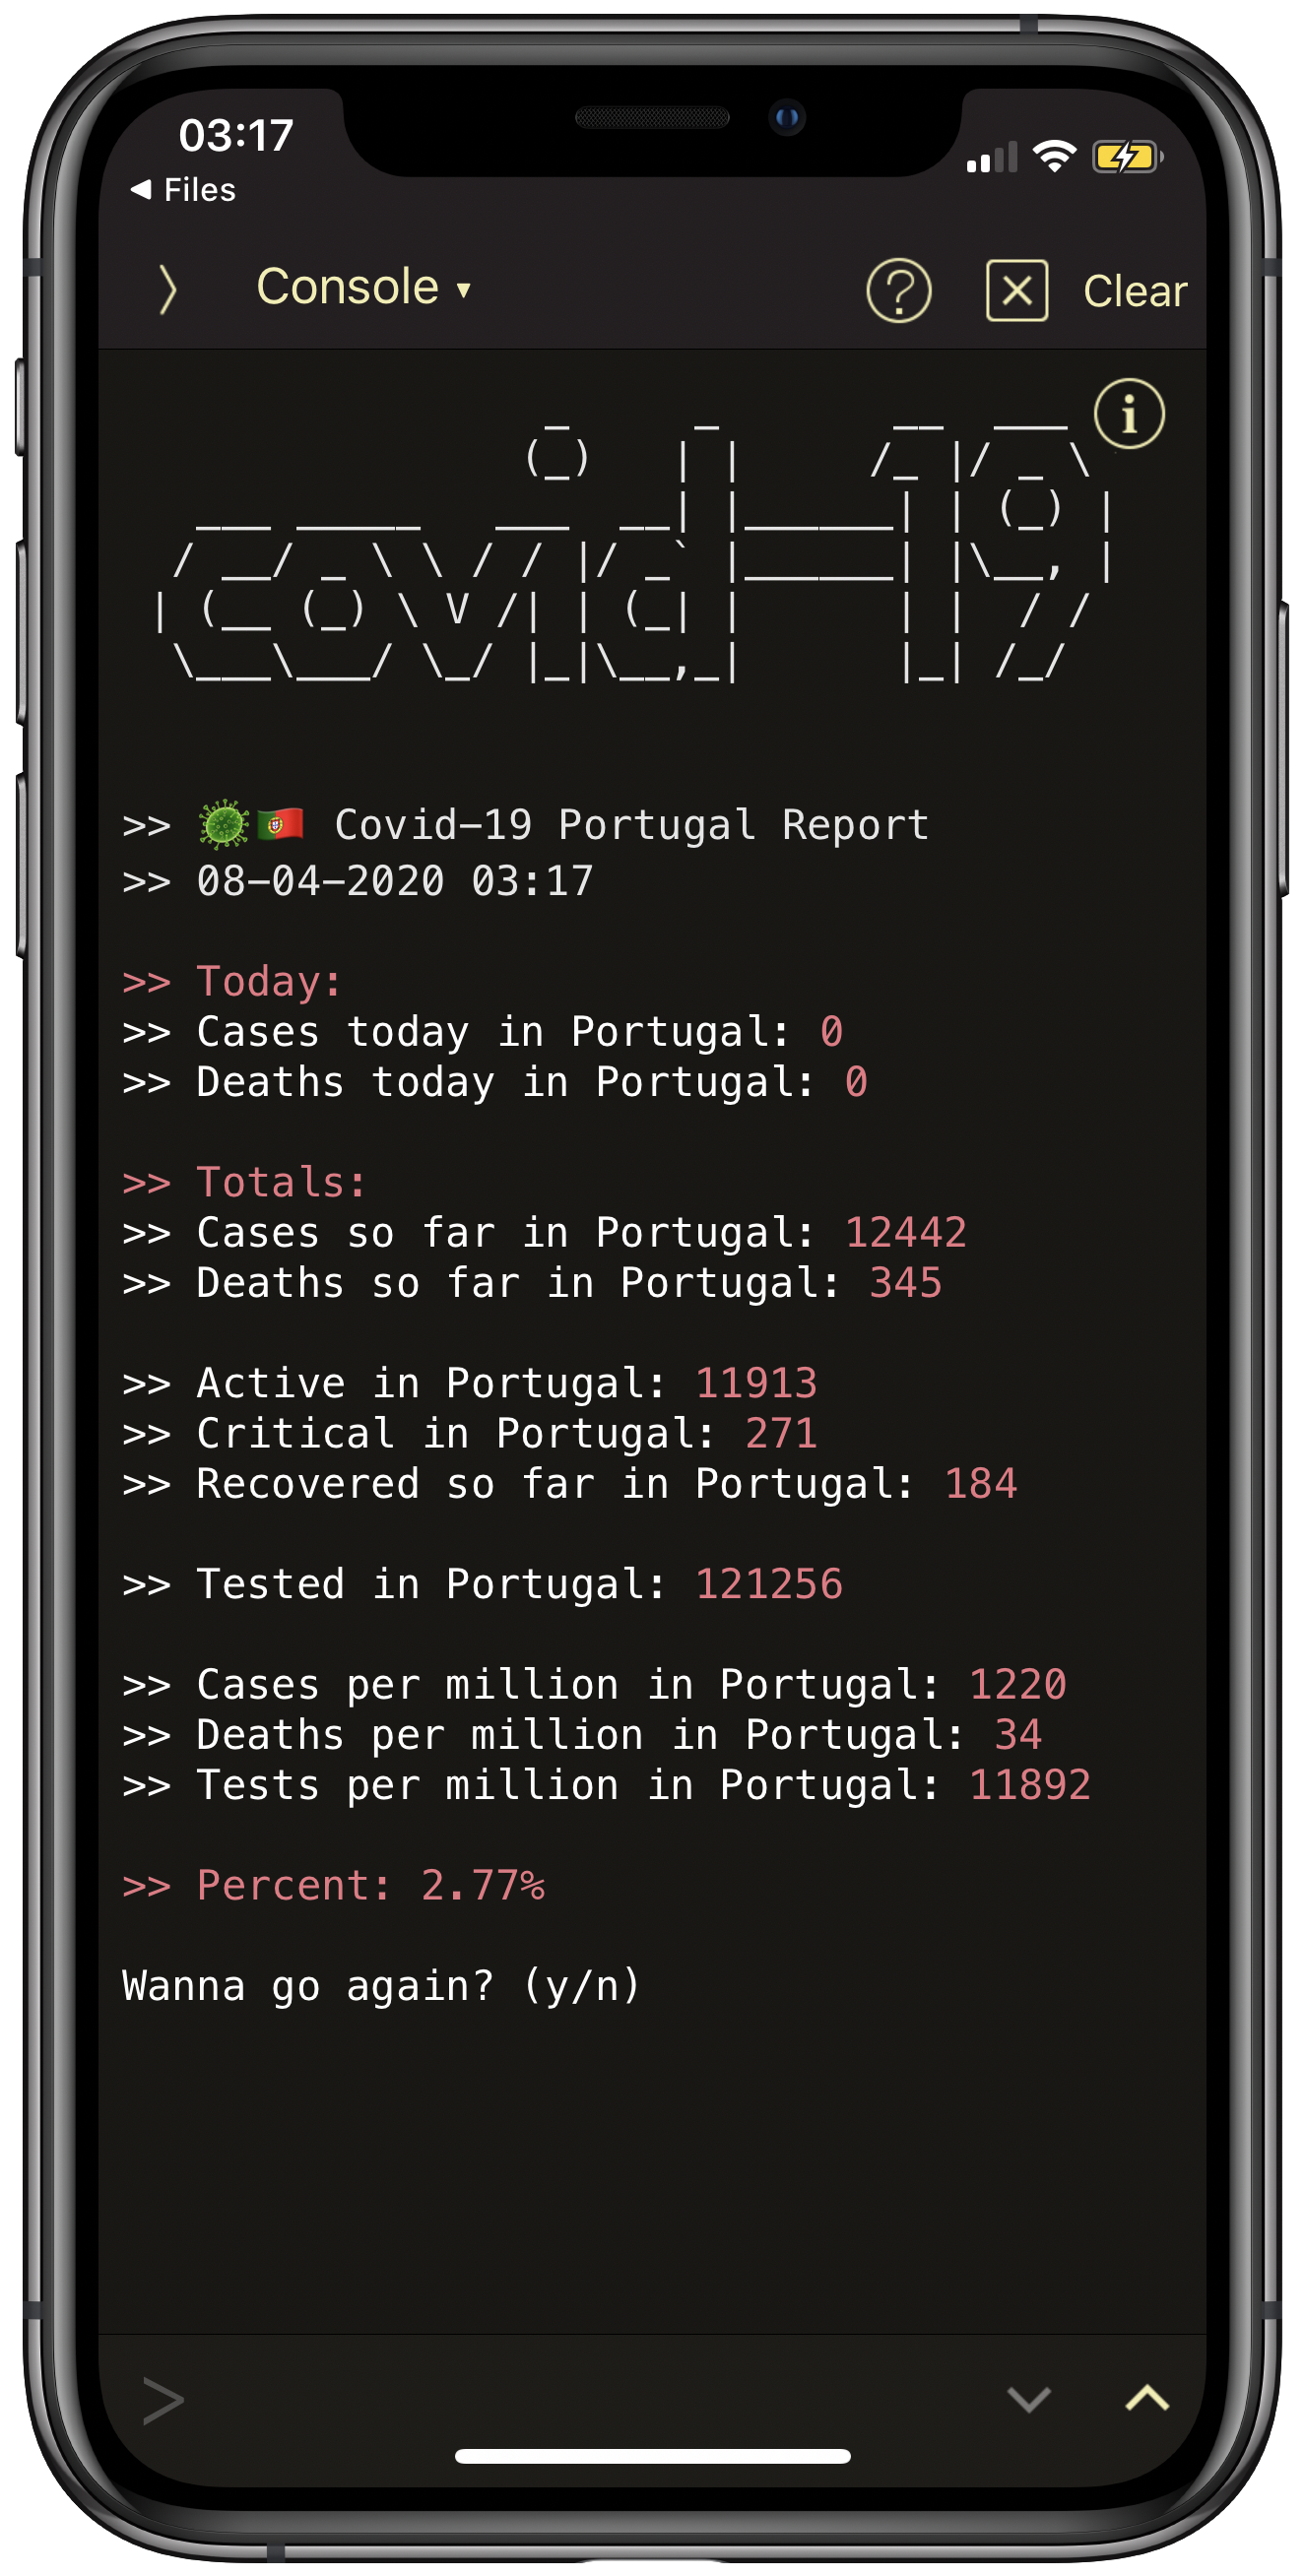 03:17
◀ Files
Console ▾
? Clear
i
covid-19
>> 🦠🇵🇹 Covid-19 Portugal Report
>> 08-04-2020 03:17
>> Today:
>> Cases today in Portugal: 0
>> Deaths today in Portugal: 0
>> Totals:
>> Cases so far in Portugal: 12442
>> Deaths so far in Portugal: 345
>> Active in Portugal: 11913
>> Critical in Portugal: 271
>> Recovered so far in Portugal: 184
>> Tested in Portugal: 121256
>> Cases per million in Portugal: 1220
>> Deaths per million in Portugal: 34
>> Tests per million in Portugal: 11892
>> Percent: 2.77%
Wanna go again? (y/n)
>